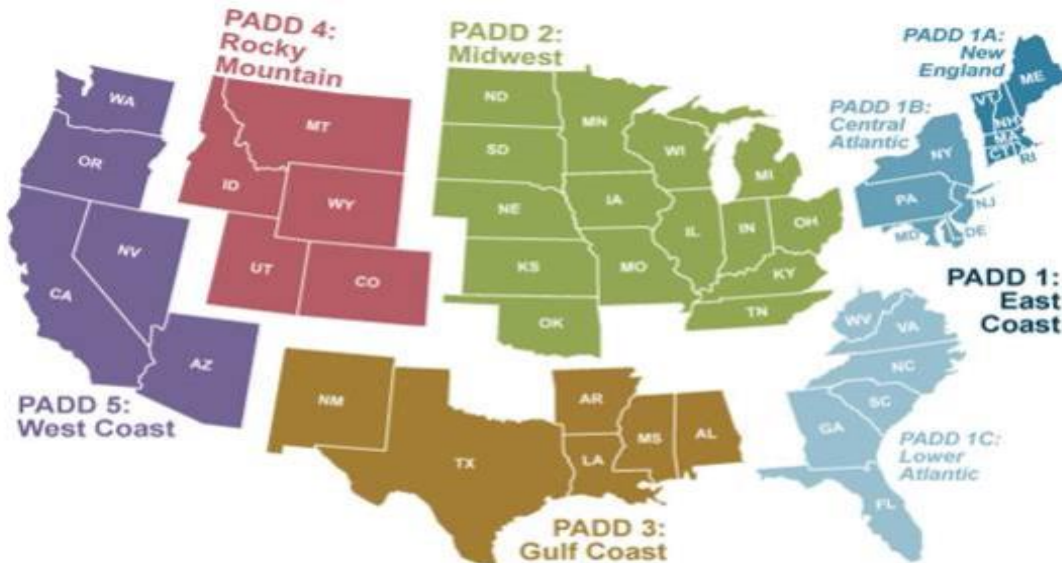 PADD 4:
Rocky
Mountain
PADD 2:
Midwest
PADD 1A:
New
England
PADD 1B:
Central
Atlantic
WA
OR
CA
NV
AZ
PADD 5:
West Coast
MT
ID
WY
UT
CO
ND
SD
NE
KS
OK
MN
IA
MO
WI
IL
MI
IN
OH
KY
TN
ME
VT
NH
MA
CT
RI
NY
PA
NJ
MD
DE
PADD 1:
East
Coast
WV
VA
NC
SC
GA
FL
PADD 1C:
Lower
Atlantic
NM
TX
AR
LA
MS
AL
PADD 3:
Gulf Coast